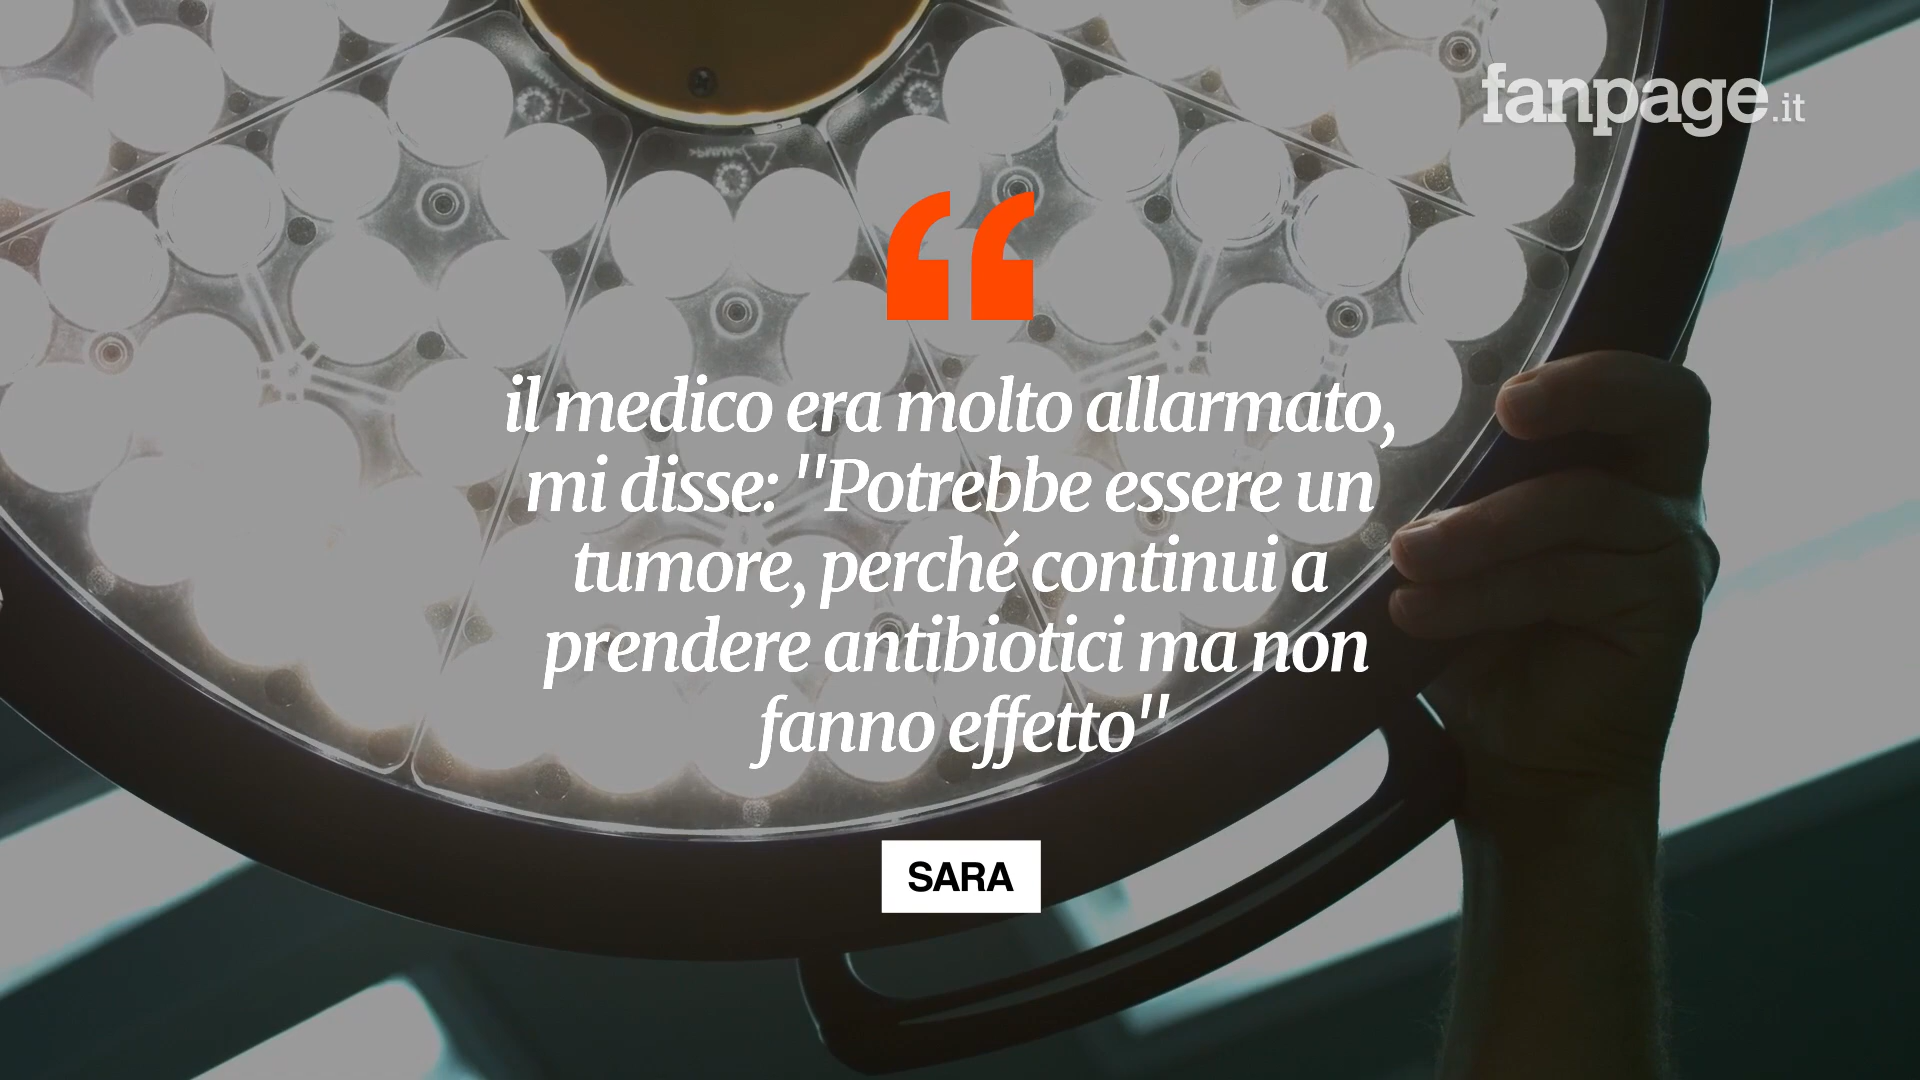 fanpage.it
“
il medico era molto allarmato,
mi disse: "Potrebbe essere un
tumore, perché continui a
prendere antibiotici ma non
fanno effetto"
SARA